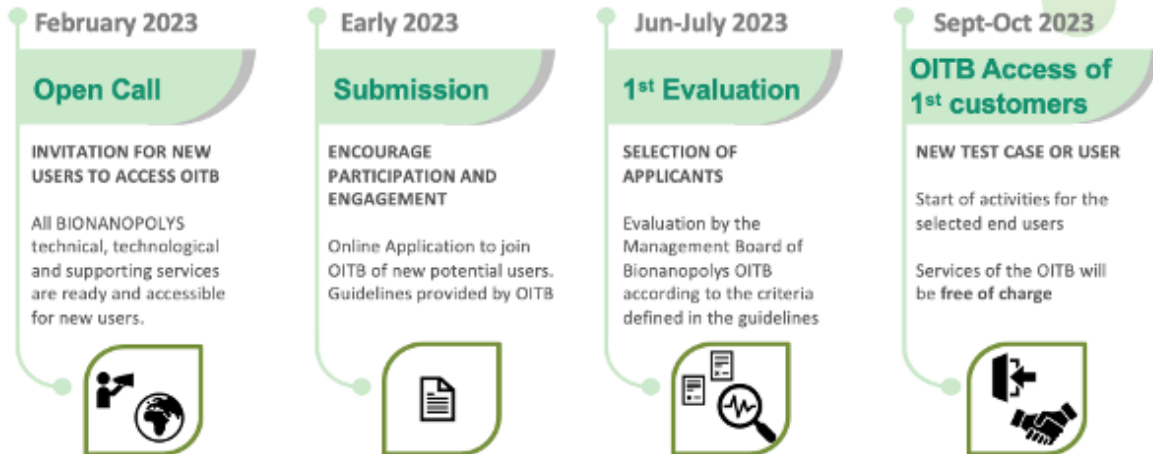 February 2023
Open Call
INVITATION FOR NEW
USERS TO ACCESS OITB
All BIONANOPOLYS
technical, technological
and supporting services
are ready and accessible
for new users.
Early 2023
Submission
ENCOURAGE
PARTICIPATION AND
ENGAGEMENT
Online Application to join
OITB of new potential users.
Guidelines provided by OITB
Jun-July 2023
1st Evaluation
SELECTION OF
APPLICANTS
Evaluation by the
Management Board of
Bionanopolys OITB
according to the criteria
defined in the guidelines
Sept-Oct 2023
OITB Access of
1st customers
NEW TEST CASE OR USER
Start of activities for the
selected end users
Services of the OITB will
be free of charge